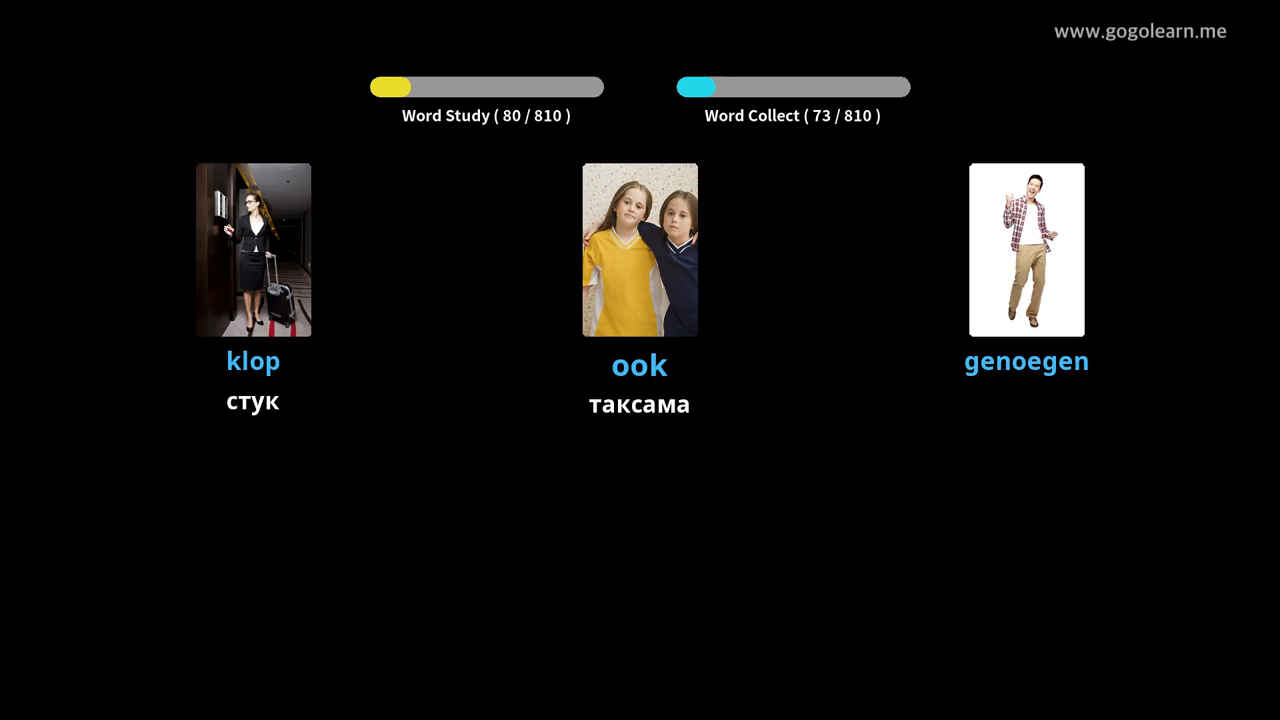 www.gogolearn.me
Word Study ( 80 / 810 )
Word Collect ( 73 / 810 )
klop
ook
genoegen
стук
таксама